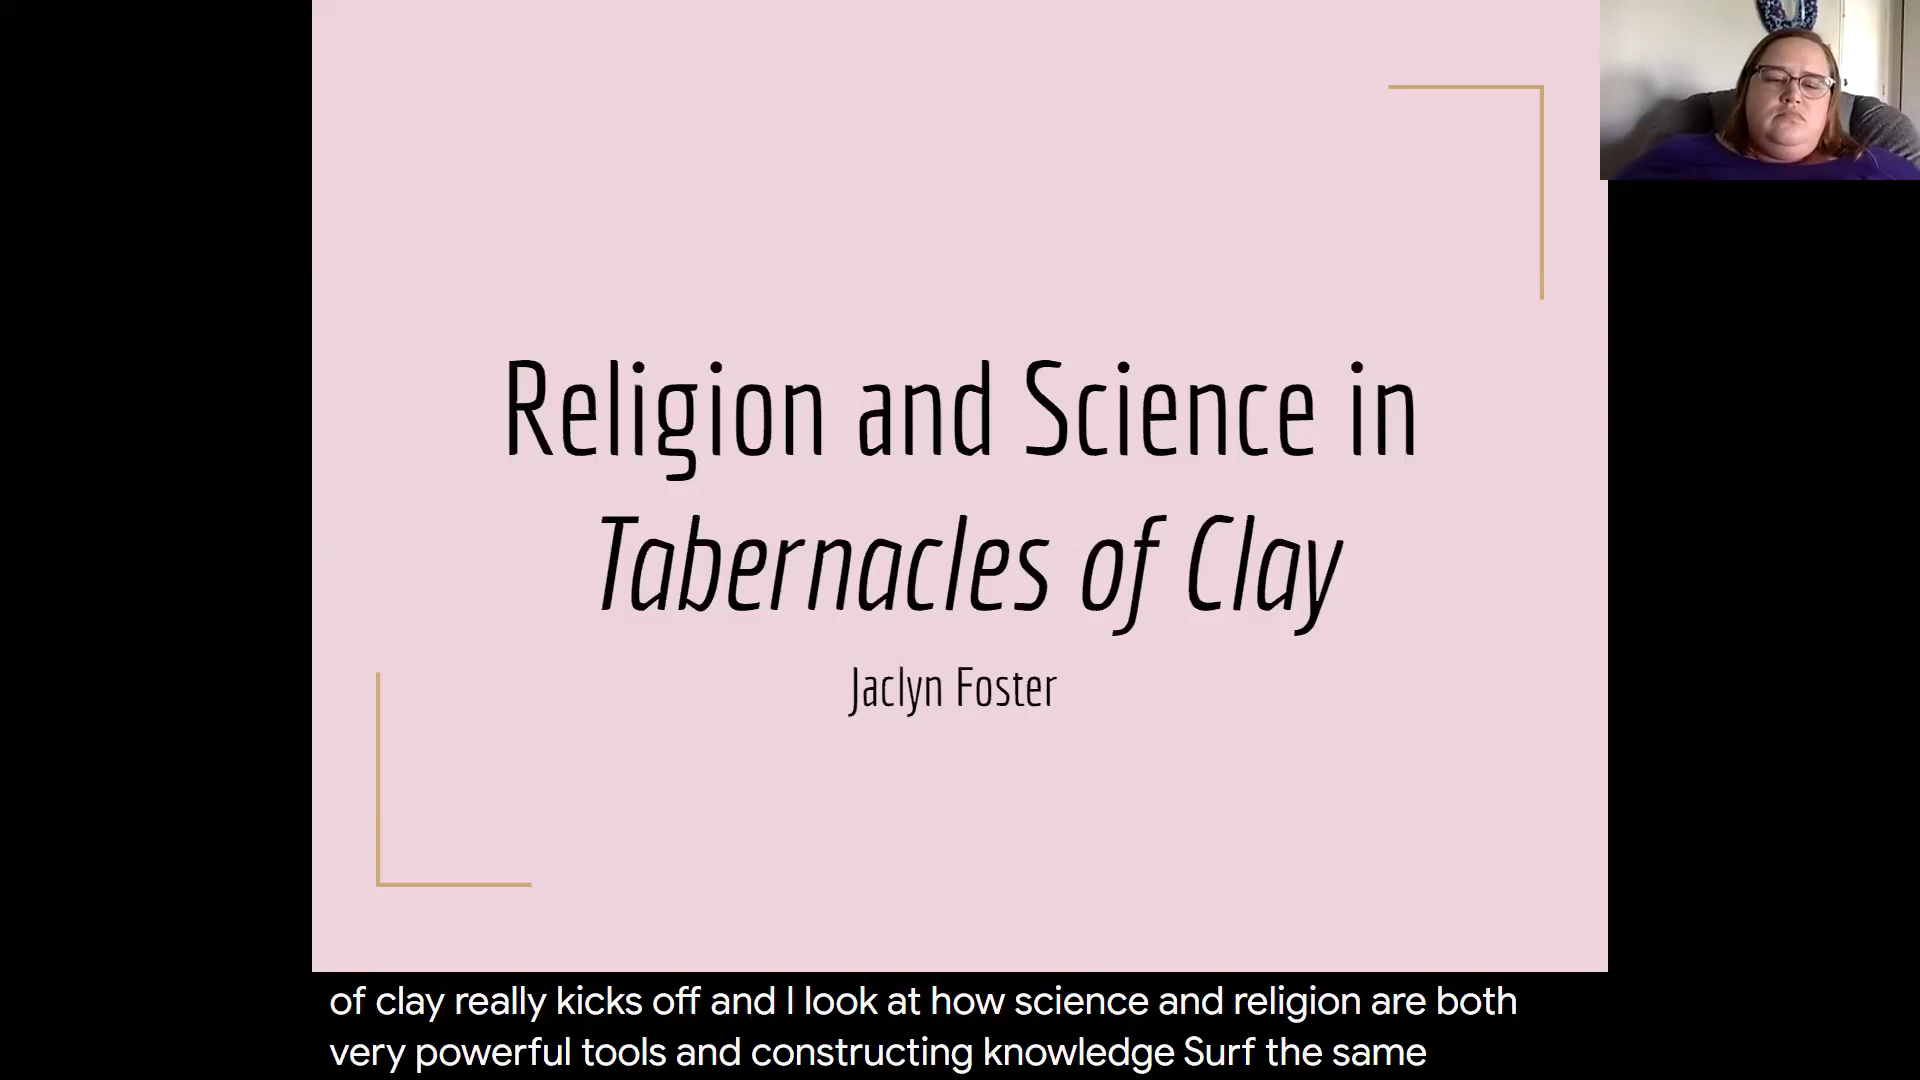 Religion and Science in
Tabernacles of Clay
Jaclyn Foster
of clay really kicks off and I look at how science and religion are both
very powerful tools and constructing knowledge Surf the same